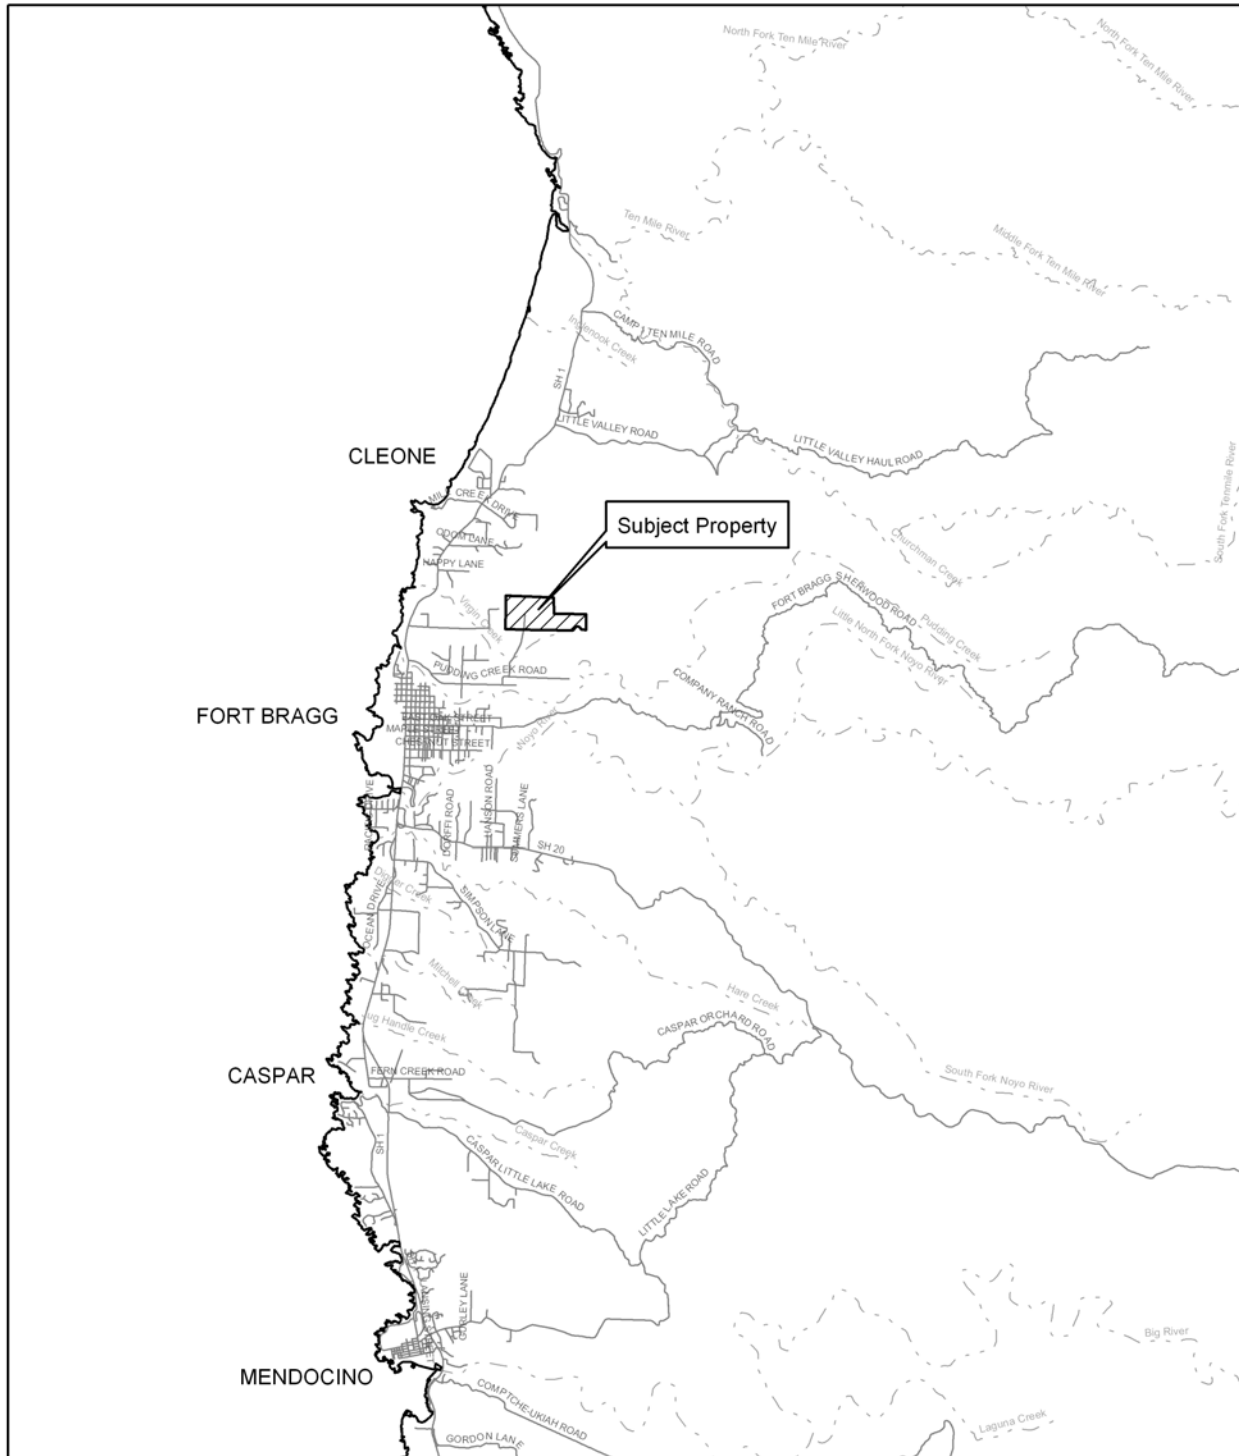 North Fork Ten Mile River
North Fork Ten Mile River
Ten Mile River
Middle Fork Ten Mile River
Inglenook Creek
CAMP 1 TEN MILE ROAD
SH 1
LITTLE VALLEY ROAD
LITTLE VALLEY HAUL ROAD
CLEONE
South Fork Tenmile River
MILL CREEK DRIVE
Subject Property
ODOM LANE
Churchman Creek
HAPPY LANE
FORT BRAGG SHERWOOD ROAD
Virgin Creek
Pudding Creek
Little North Fork Noyo River
PUDDING CREEK ROAD
COMPANY RANCH ROAD
FORT BRAGG
STREET
CHESTNUT STREET
Noyo River
DRIVE
DORFFI ROAD
HANSON ROAD
SUMMERS LANE
SH 20
Digger Creek
OCEAN DRIVE
SIMPSON LANE
Mitchell Creek
Hare Creek
Jug Handle Creek
CASPAR ORCHARD ROAD
CASPAR
FERN CREEK ROAD
South Fork Noyo River
SH 1
Caspar Creek
CASPAR LITTLE LAKE ROAD
LITTLE LAKE ROAD
GURLEY LANE
Big River
MENDOCINO
COMPTCHE-UKIAH ROAD
Laguna Creek
GORDON LANE